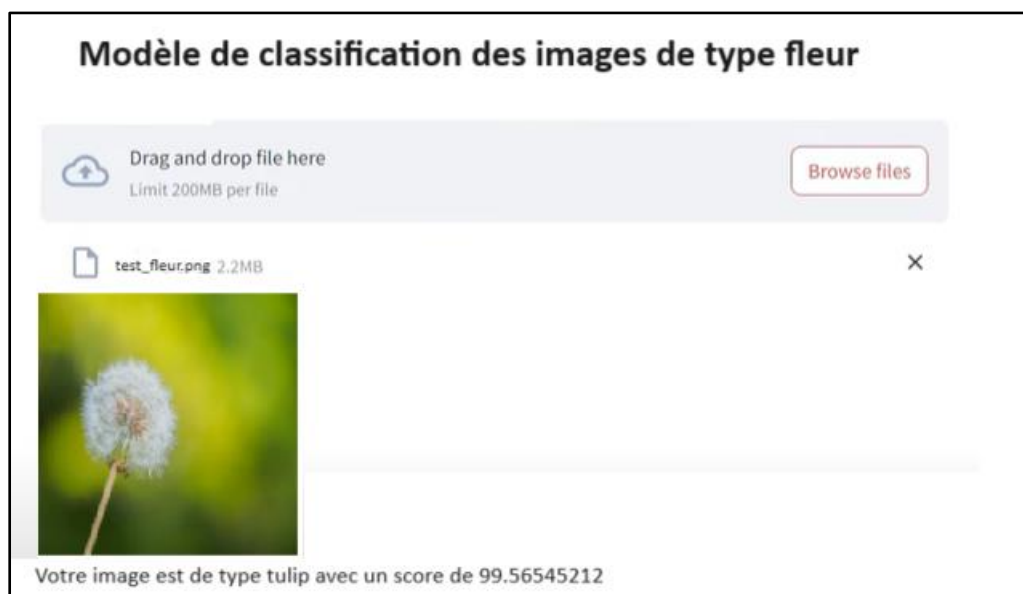 Modèle de classification des images de type fleur
Drag and drop file here
Limit 200MB per file
Browse files
test_fleur.png 2.2MB
Votre image est de type tulip avec un score de 99.56545212